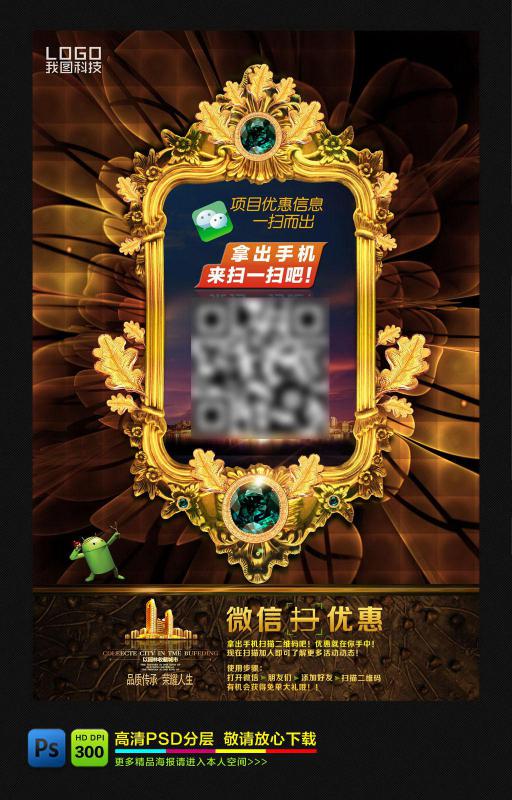 LOGO
我图科技
项目优惠信息
一扫而出
拿出手机
来扫一扫吧！
微信 扫 优惠
拿出手机扫描二维码吧！优惠就在你手中！
现在扫描加入即可了解更多活动动态！
使用步骤：
打开微信 > 朋友们 > 添加好友 > 扫描二维码
有机会获得免单大礼哦！！
品质传承·荣耀人生
Ps
HD DPI
300
高清PSD分层 敬请放心下载
更多精品海报请进入本人空间>>>